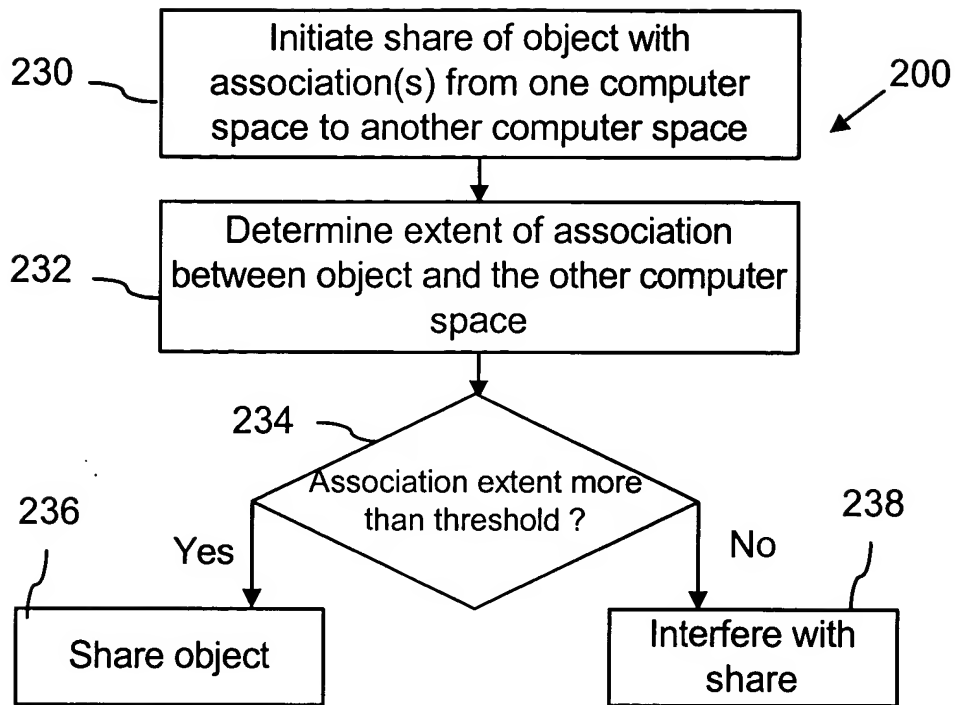 Initiate share of object with
association(s) from one computer
space to another computer space
230
200
Determine extent of association
between object and the other computer
space
232
234
Association extent more
than threshold ?
236
Yes
No
238
Share object
Interfere with
share